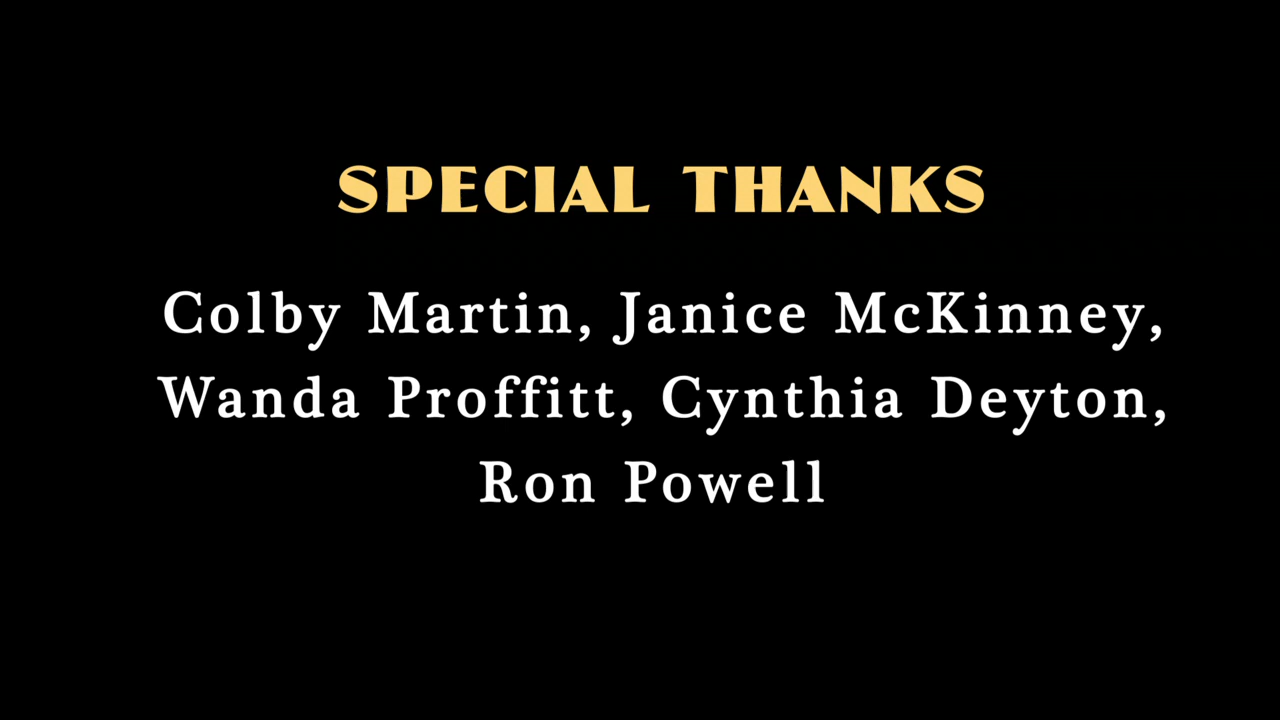 SPECIAL THANKS
Colby Martin, Janice McKinney,
Wanda Proffitt, Cynthia Deyton,
Ron Powell